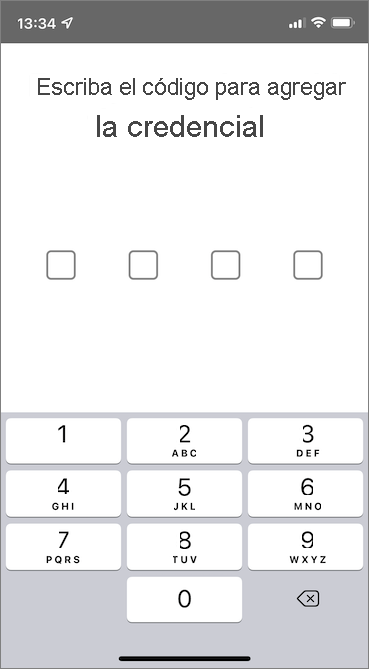 13:34
Escriba el código para agregar
la credencial
1 2 3
ABC DEF
4 5 6
GHI JKL MNO
7 8 9
PQRS TUV WXYZ
0